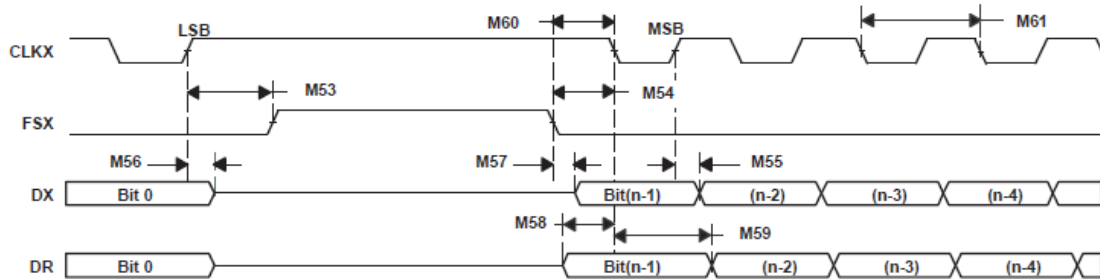 LSB M60 MSB M61
CLKX
M53 M54
FSX
M56 M57 M55
DX Bit 0 Bit(n-1) (n-2) (n-3) (n-4)
M58 M59
DR Bit 0 Bit(n-1) (n-2) (n-3) (n-4)